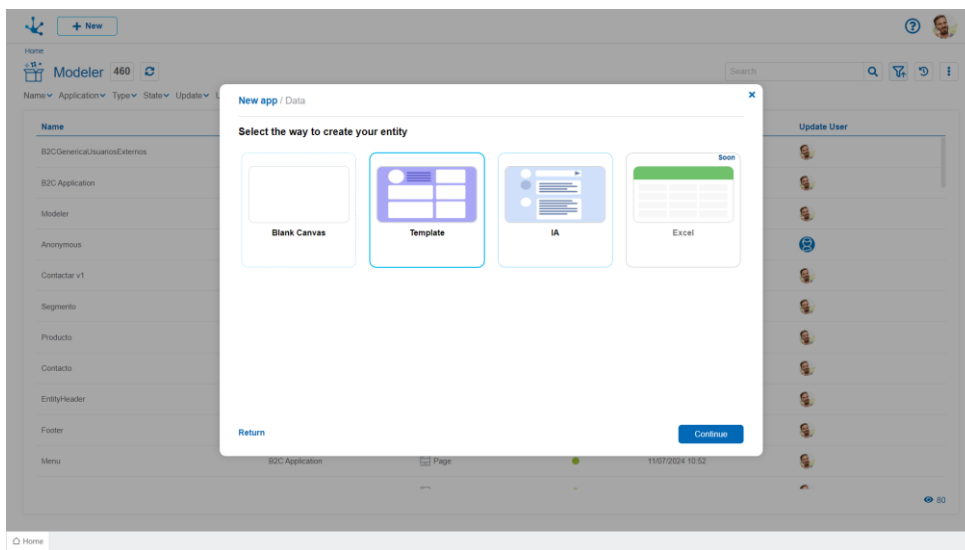 + New
Home
Modeler 460
Search
Name Application Type State Update
New app / Data
Select the way to create your entity
Soon
Blank Canvas
Template
IA
Excel
Name
Update User
B2CGenericaUsuariosExternos
B2C Application
Modeler
Anonymous
Contactar v1
Segmento
Producto
Contacto
EntityHeader
Footer
Return
Continue
Menu B2C Application Page 11/07/2024 10:52
80
Home